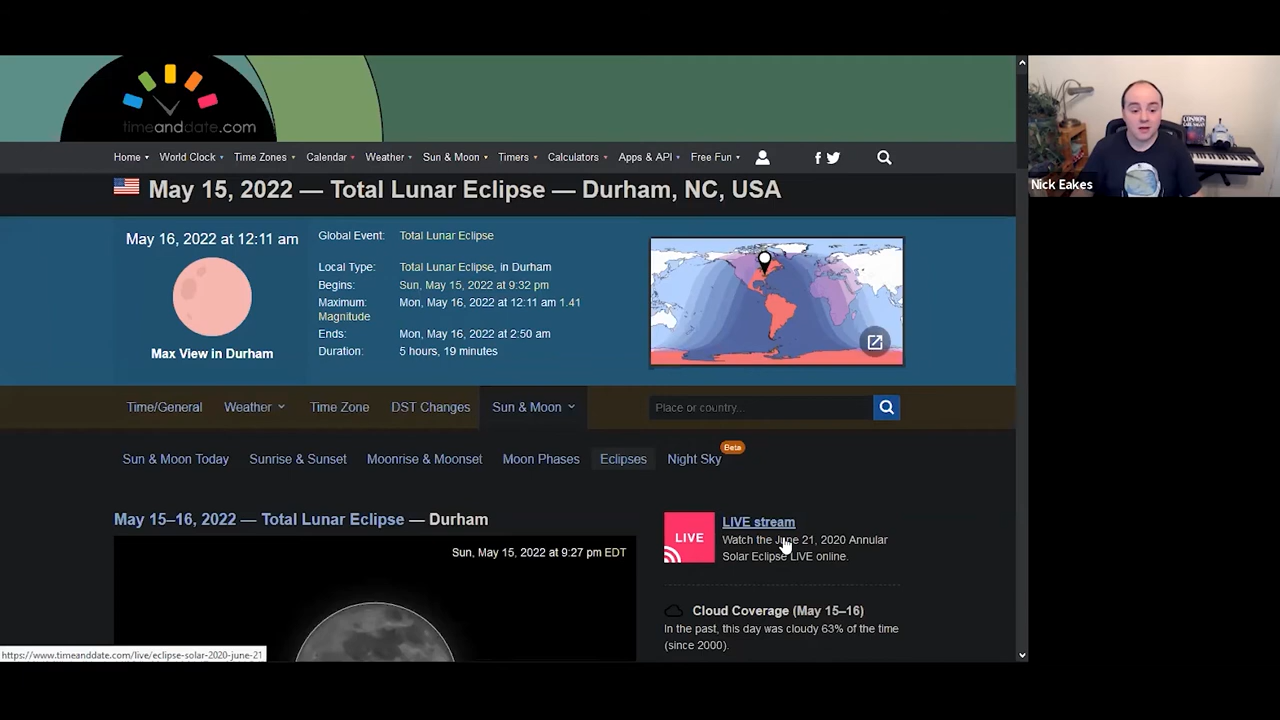 timeanddate.com
Home World Clock Time Zones Calendar Weather Sun & Moon Timers Calculators Apps & API Free Fun
May 15, 2022 — Total Lunar Eclipse — Durham, NC, USA
May 16, 2022 at 12:11 am
Max View in Durham
Global Event: Total Lunar Eclipse
Local Type: Total Lunar Eclipse, in Durham
Begins: Sun, May 15, 2022 at 9:32 pm
Maximum: Mon, May 16, 2022 at 12:11 am 1.41
Magnitude
Ends: Mon, May 16, 2022 at 2:50 am
Duration: 5 hours, 19 minutes
Time/General Weather Time Zone DST Changes Sun & Moon Place or country...
Beta
Sun & Moon Today Sunrise & Sunset Moonrise & Moonset Moon Phases Eclipses Night Sky
May 15–16, 2022 — Total Lunar Eclipse — Durham
Sun, May 15, 2022 at 9:27 pm EDT
LIVE
LIVE stream
Watch the June 21, 2020 Annular
Solar Eclipse LIVE online.
Cloud Coverage (May 15–16)
In the past, this day was cloudy 63% of the time
(since 2000).
https://www.timeanddate.com/live/eclipse-solar-2020-june-21
Nick Eakes
COSMOS
CARL SAGAN